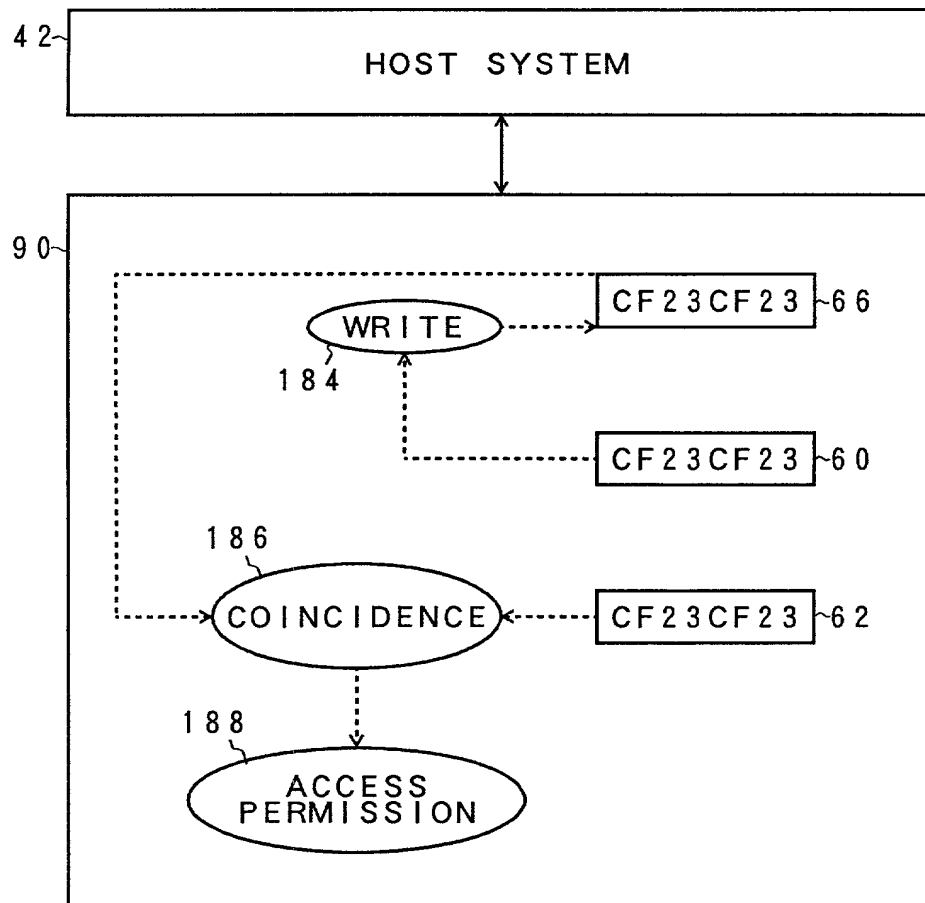 42
HOST SYSTEM
90
CF23CF23
66
WRITE
184
CF23CF23
60
186
COINCIDENCE
CF23CF23
62
188
ACCESS
PERMISSION